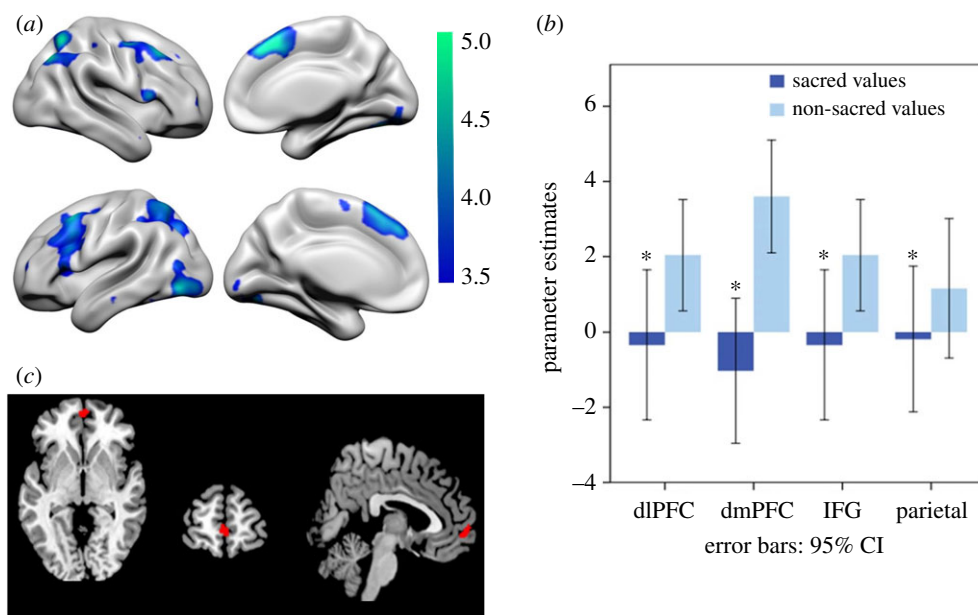 (a)
5.0
4.5
4.0
3.5
(b)
sacred values
non-sacred values
parameter estimates
6
4
2
0
–2
–4
*
*
*
*
dlPFC dmPFC IFG parietal
error bars: 95% CI
(c)